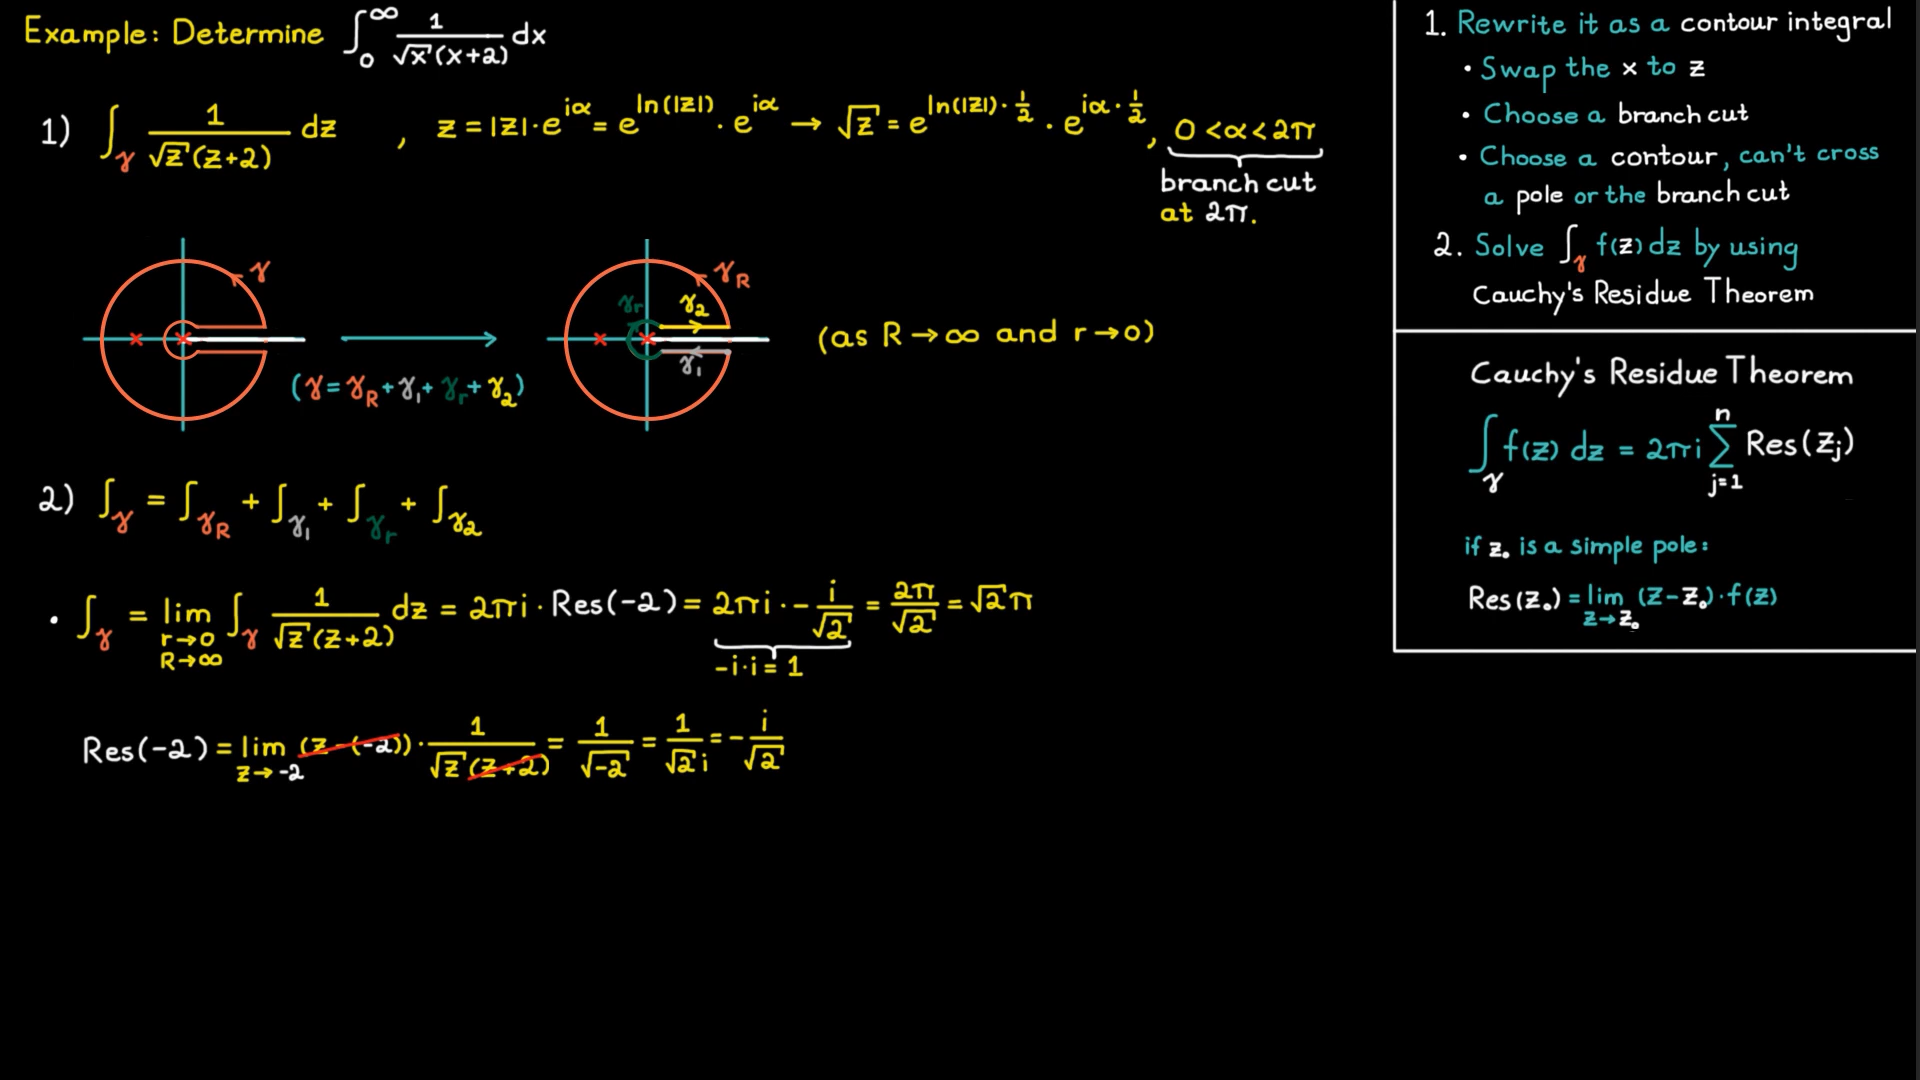 Example: Determine ∫₀^∞ 1/(√x (x+2)) dx
1) ∫_γ 1/(√z (z+2)) dz , z = |z|·e^{iα} = e^{ln(|z|)} · e^{iα} → √z = e^{ln(|z|)·1/2} · e^{iα·1/2} , 0 < α < 2π
branch cut
at 2π.
γ
(γ = γ_R + γ_1 + γ_r + γ_2)
γ_R
γ_r
γ_2
γ_1
(as R → ∞ and r → 0)
2) ∫_γ = ∫_{γ_R} + ∫_{γ_1} + ∫_{γ_r} + ∫_{γ_2}
• ∫_γ = lim_{r→0 R→∞} ∫_γ 1/(√z (z+2)) dz = 2πi · Res(-2) = 2πi · - i/√2 = 2π/√2 = √2 π
-i·i = 1
Res(-2) = lim_{z→-2} (z-(-2)) · 1/(√z (z+2)) = 1/√-2 = 1/(√2 i) = - i/√2
1. Rewrite it as a contour integral
• Swap the x to z
• Choose a branch cut
• Choose a contour, can't cross
a pole or the branch cut
2. Solve ∫_γ f(z) dz by using
Cauchy's Residue Theorem
Cauchy's Residue Theorem
∫_γ f(z) dz = 2πi ∑_{j=1}^{n} Res(z_j)
if z₀ is a simple pole:
Res(z₀) = lim_{z→z₀} (z-z₀)·f(z)